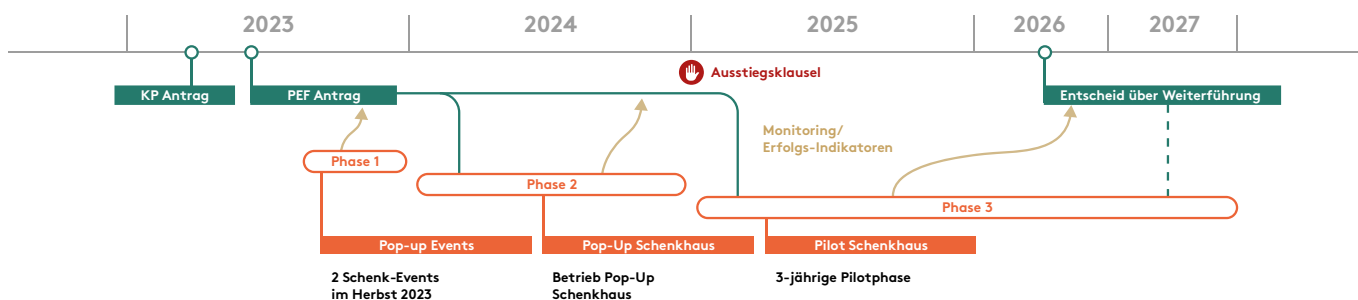 2023
2024
2025
2026
2027
Ausstiegsklausel
KP Antrag
PEF Antrag
Entscheid über Weiterführung
Monitoring/
Erfolgs-Indikatoren
Phase 1
Phase 2
Phase 3
Pop-up Events
Pop-Up Schenkhaus
Pilot Schenkhaus
2 Schenk-Events
im Herbst 2023
Betrieb Pop-Up
Schenkhaus
3-jährige Pilotphase